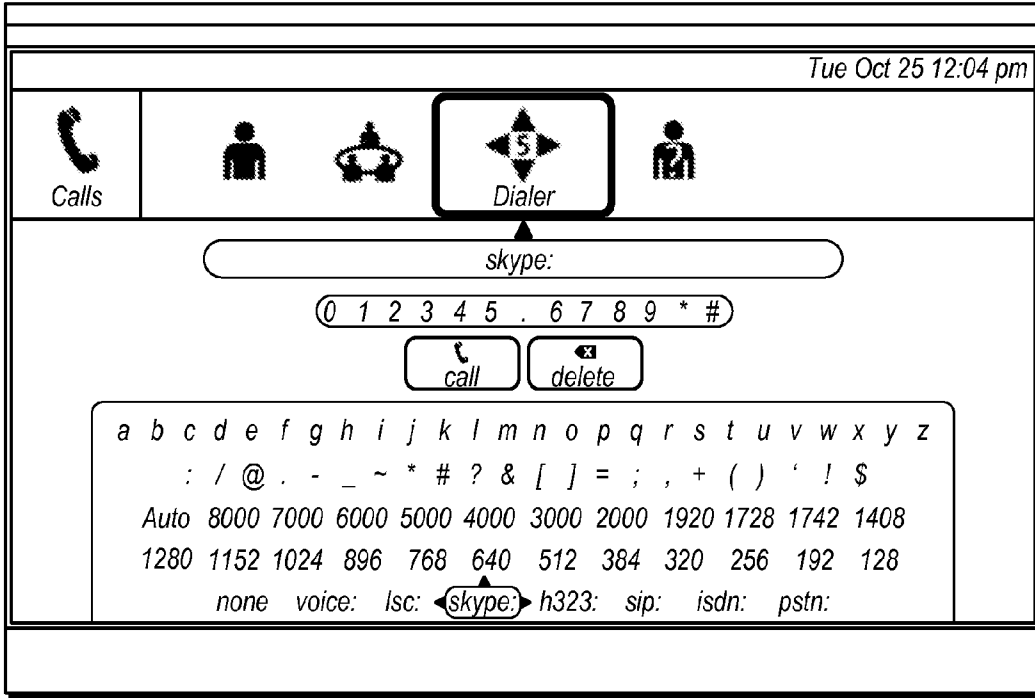 Tue Oct 25 12:04 pm
Calls
S
Dialer
?
skype:
0 1 2 3 4 5 . 6 7 8 9 * #
call delete
a b c d e f g h i j k l m n o p q r s t u v w x y z
: / @ . - _ ~ * # ? & [ ] = ; , + ( ) ‘ ! $
Auto 8000 7000 6000 5000 4000 3000 2000 1920 1728 1742 1408
1280 1152 1024 896 768 640 512 384 320 256 192 128
none voice: lsc: skype: h323: sip: isdn: pstn: